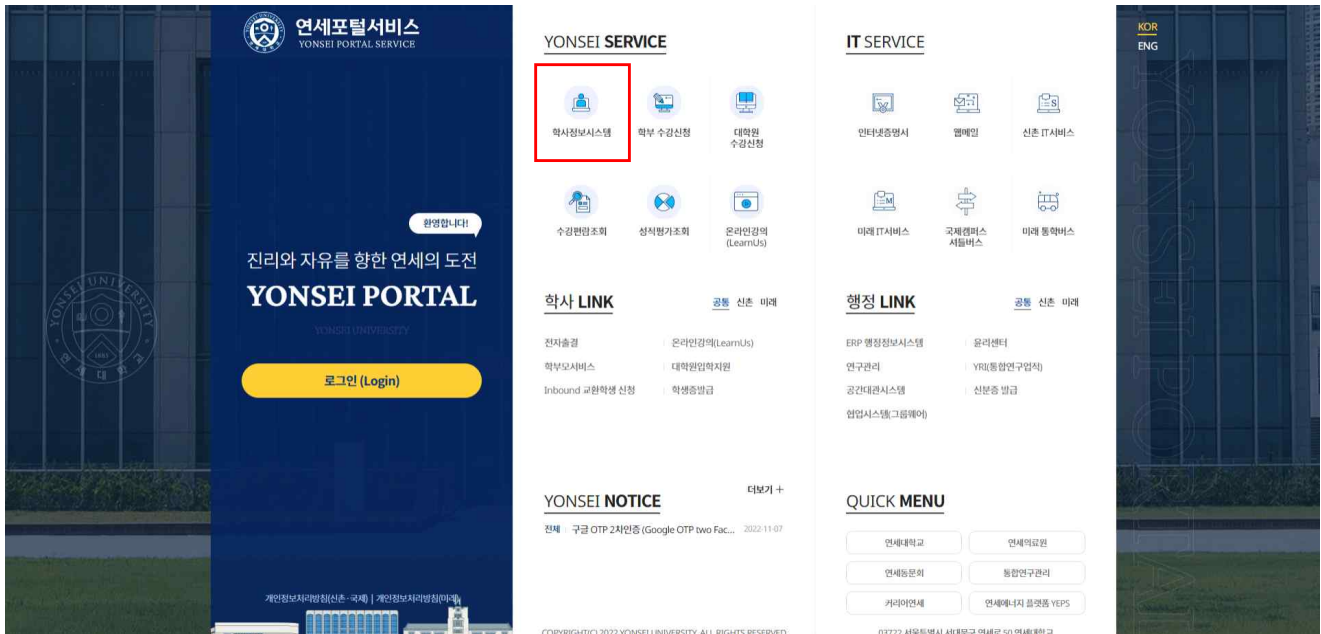 연세포털서비스
YONSEI PORTAL SERVICE
환영합니다!
진리와 자유를 향한 연세의 도전
YONSEI PORTAL
YONSEI UNIVERSITY
로그인 (Login)
개인정보처리방침(신촌·국제) | 개인정보처리방침(미래)
YONSEI SERVICE
학사정보시스템
학부 수강신청
대학원
수강신청
수강편람조회
성적평가조회
온라인강의
(LearnUs)
학사 LINK
공통 신촌 미래
전자출결
온라인강의(LearnUs)
학부모서비스
대학원입학지원
Inbound 교환학생 신청
학생증발급
YONSEI NOTICE
더보기 +
전체 구글 OTP 2차인증 (Google OTP two Fac... 2022-11-07
COPYRIGHT(C) 2022 YONSEI UNIVERSITY. ALL RIGHTS RESERVED.
IT SERVICE
인터넷증명서
웹메일
신촌 IT서비스
미래 IT서비스
국제캠퍼스
셔틀버스
미래 통학버스
행정 LINK
공통 신촌 미래
ERP 행정정보시스템
윤리센터
연구관리
YRI(통합연구업적)
공간대관시스템
신분증 발급
협업시스템(그룹웨어)
QUICK MENU
연세대학교
연세의료원
연세동문회
통합연구관리
커리어연세
연세에너지 플랫폼 YEPS
03722 서울특별시 서대문구 연세로 50 연세대학교
KOR
ENG
YONSEI PORTAL
YONSEI UNIVERSITY
1885
연세대학교